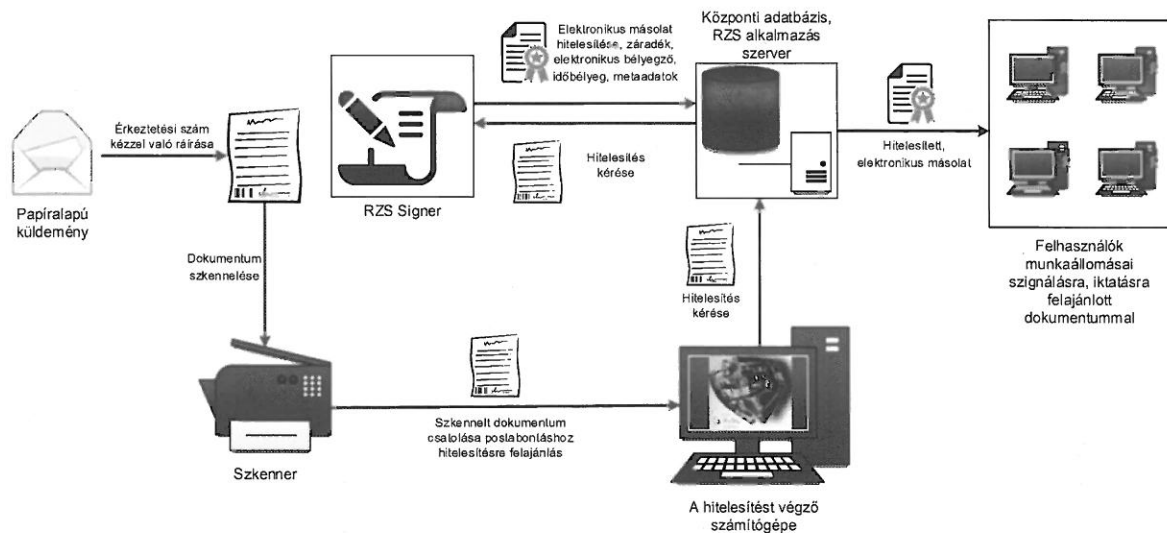 Papíralapú
küldemény
Érkeztetési szám
kézzel való ráírása
Dokumentum
szkennelése
Szkenner
Szkennelt dokumentum
csalolása postabontáshoz
hitelesítésre felajánlás
A hitelesítést végző
számítógépe
Hitelesítés
kérése
RZS Signer
Hitelesítés
kérése
Elektronikus másolat
hitelesítése, záradék,
elektronikus bélyegző,
időbélyeg, metaadatok
Központi adatbázis,
RZS alkalmazás
szerver
Hitelesített,
elektronikus másolat
Felhasználók
munkaállomásai
szignálásra, iktatásra
felajánlott
dokumentummal